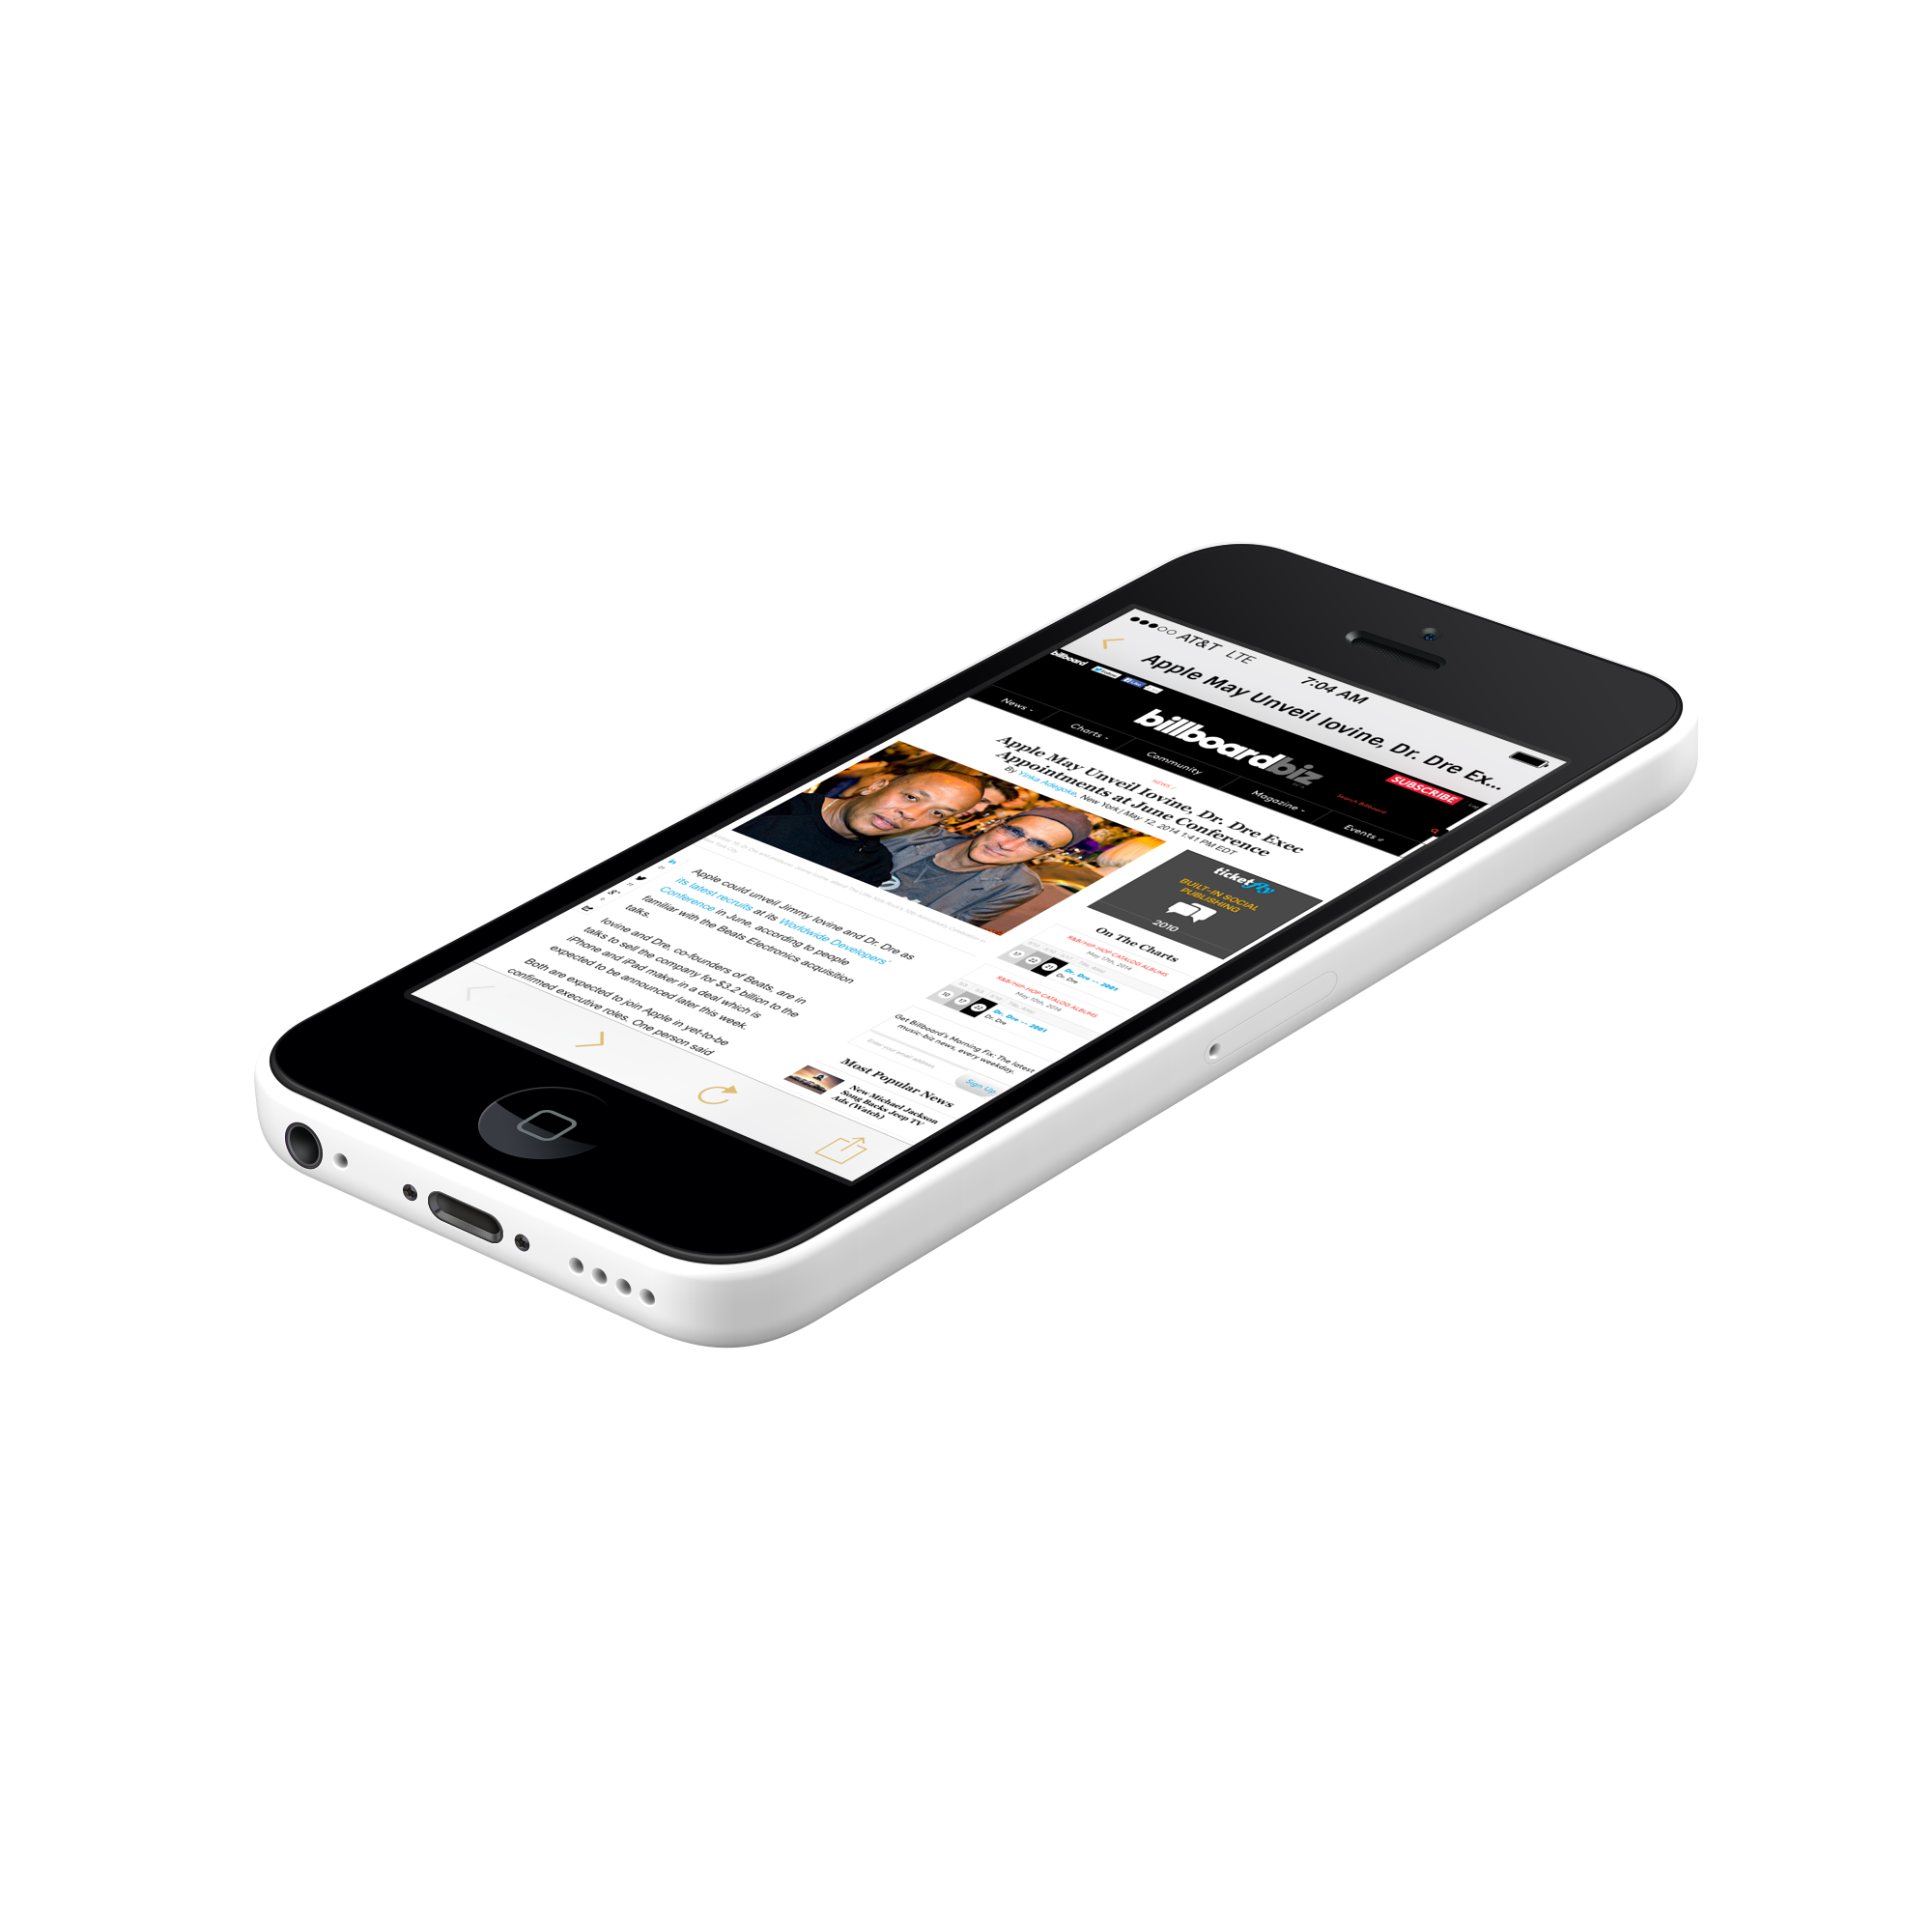 AT&T LTE
7:04 AM
Apple May Unveil Iovine, Dr. Dre Ex...
billboard
SUBSCRIBE
billboardbiz
Search Billboard
News
Charts
Community
Magazine
Events
NEWS
Apple May Unveil Iovine, Dr. Dre Exec
Appointments at June Conference
By Yinka Adegoke, New York | May 12, 2014 1:41 PM EDT
ticketfly
BUILT-IN SOCIAL
PUBLISHING
2010
Apple could unveil Jimmy Iovine and Dr. Dre as
its latest recruits at its Worldwide Developers'
Conference in June, according to people
familiar with the Beats Electronics acquisition
talks.
Iovine and Dre, co-founders of Beats, are in
talks to sell the company for $3.2 billion to the
iPhone and iPad maker in a deal which is
expected to be announced later this week.
Both are expected to join Apple in yet-to-be
confirmed executive roles. One person said
On The Charts
R&B/HIP-HOP CATALOG ALBUMS
May 17th, 2014
17 22 21
Dr. Dre -- 2001
Dr. Dre
R&B/HIP-HOP CATALOG ALBUMS
May 10th, 2014
Dr. Dre -- 2001
Dr. Dre
Get Billboard's Morning Fix: The latest
music-biz news, every weekday.
Enter your email address
Sign Up
Most Popular News
New Michael Jackson
Song Backs Jeep TV
Ads (Watch)